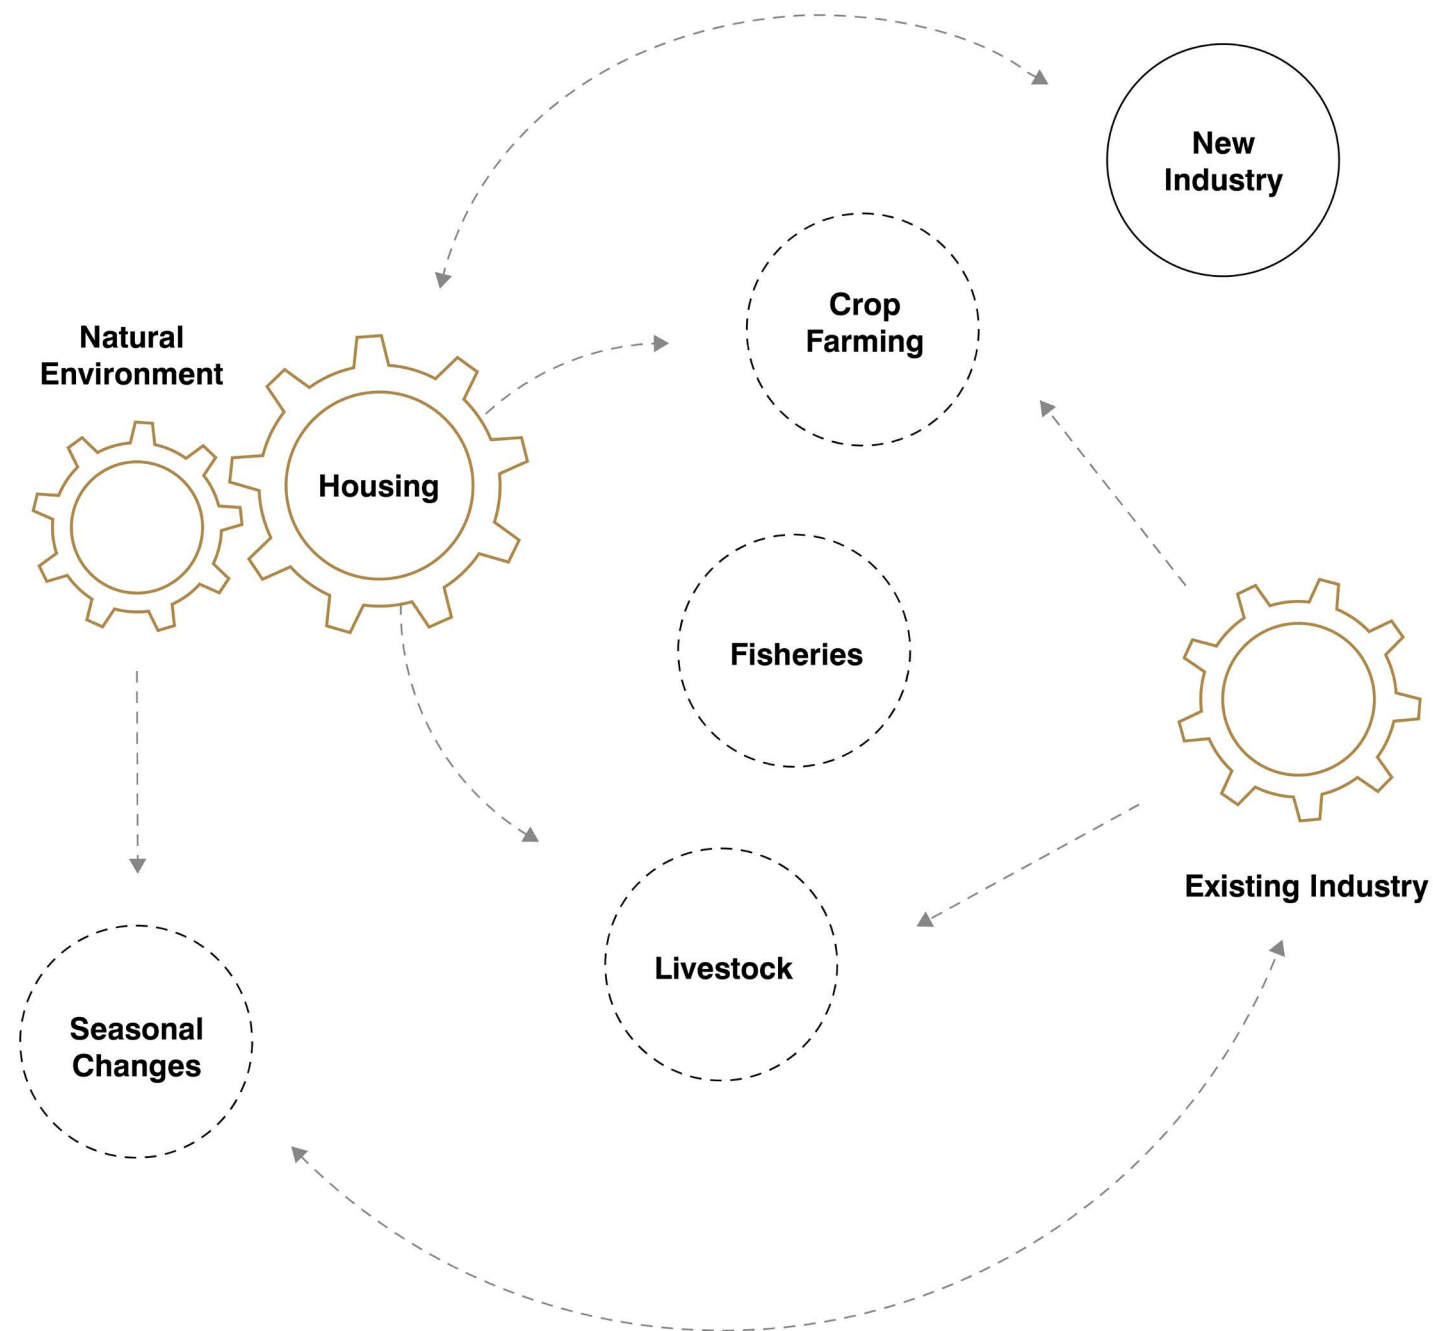 New
Industry
Crop
Farming
Natural
Environment
Housing
Fisheries
Existing Industry
Livestock
Seasonal
Changes